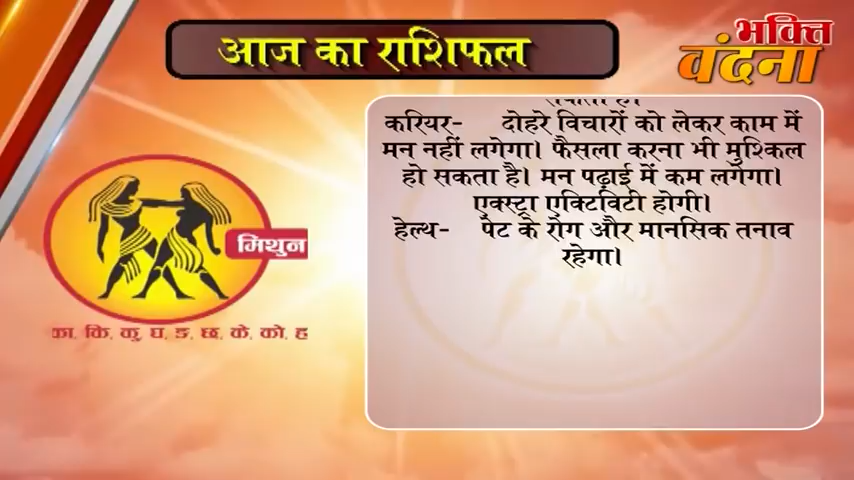 आज का राशिफल
भक्ति
वंदना
करियर- दोहरे विचारों को लेकर काम में
मन नहीं लगेगा। फैसला करना भी मुश्किल
हो सकता है। मन पढ़ाई में कम लगेगा।
एक्स्ट्रा एक्टिविटी होगी।
हेल्थ- पेट के रोग और मानसिक तनाव
रहेगा।
मिथुन
का, कि, कु, घ, ङ, छ, के, को, ह